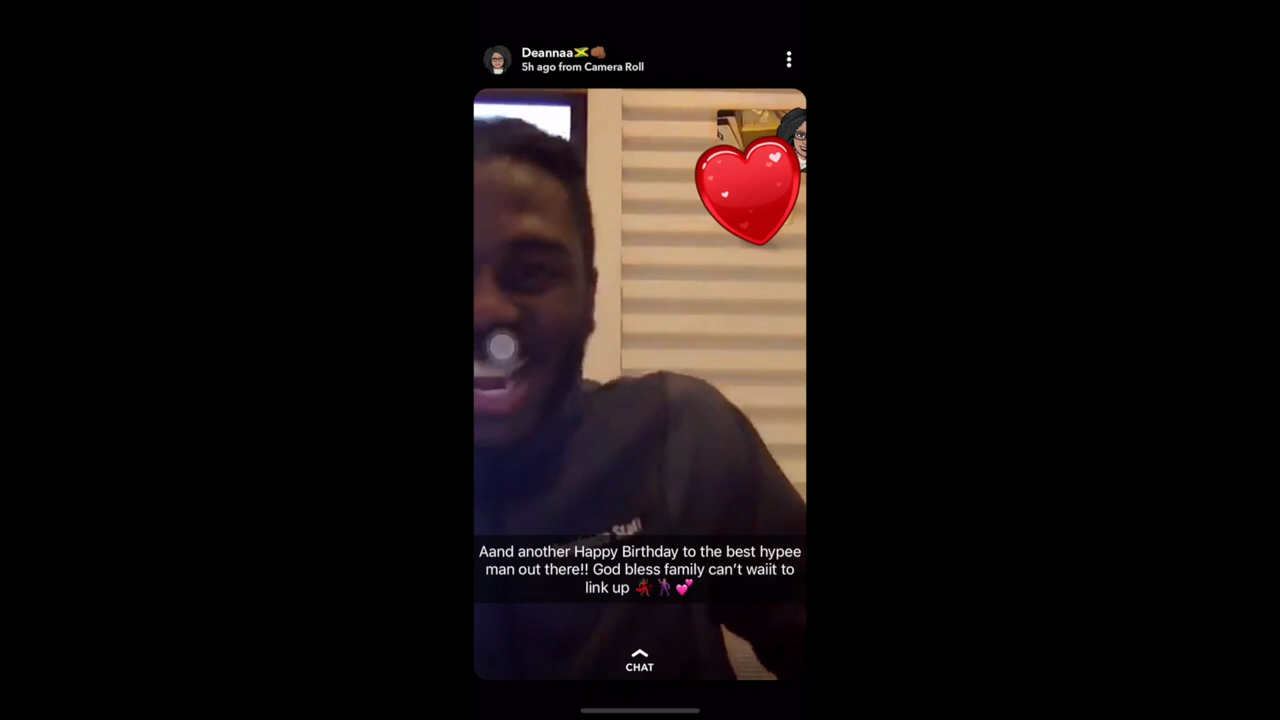 Deannaa🇯🇲👊🏾
5h ago from Camera Roll
Staff
Aand another Happy Birthday to the best hypee
man out there!! God bless family can't waiit to
link up 💃🏾🕺🏾💕
CHAT